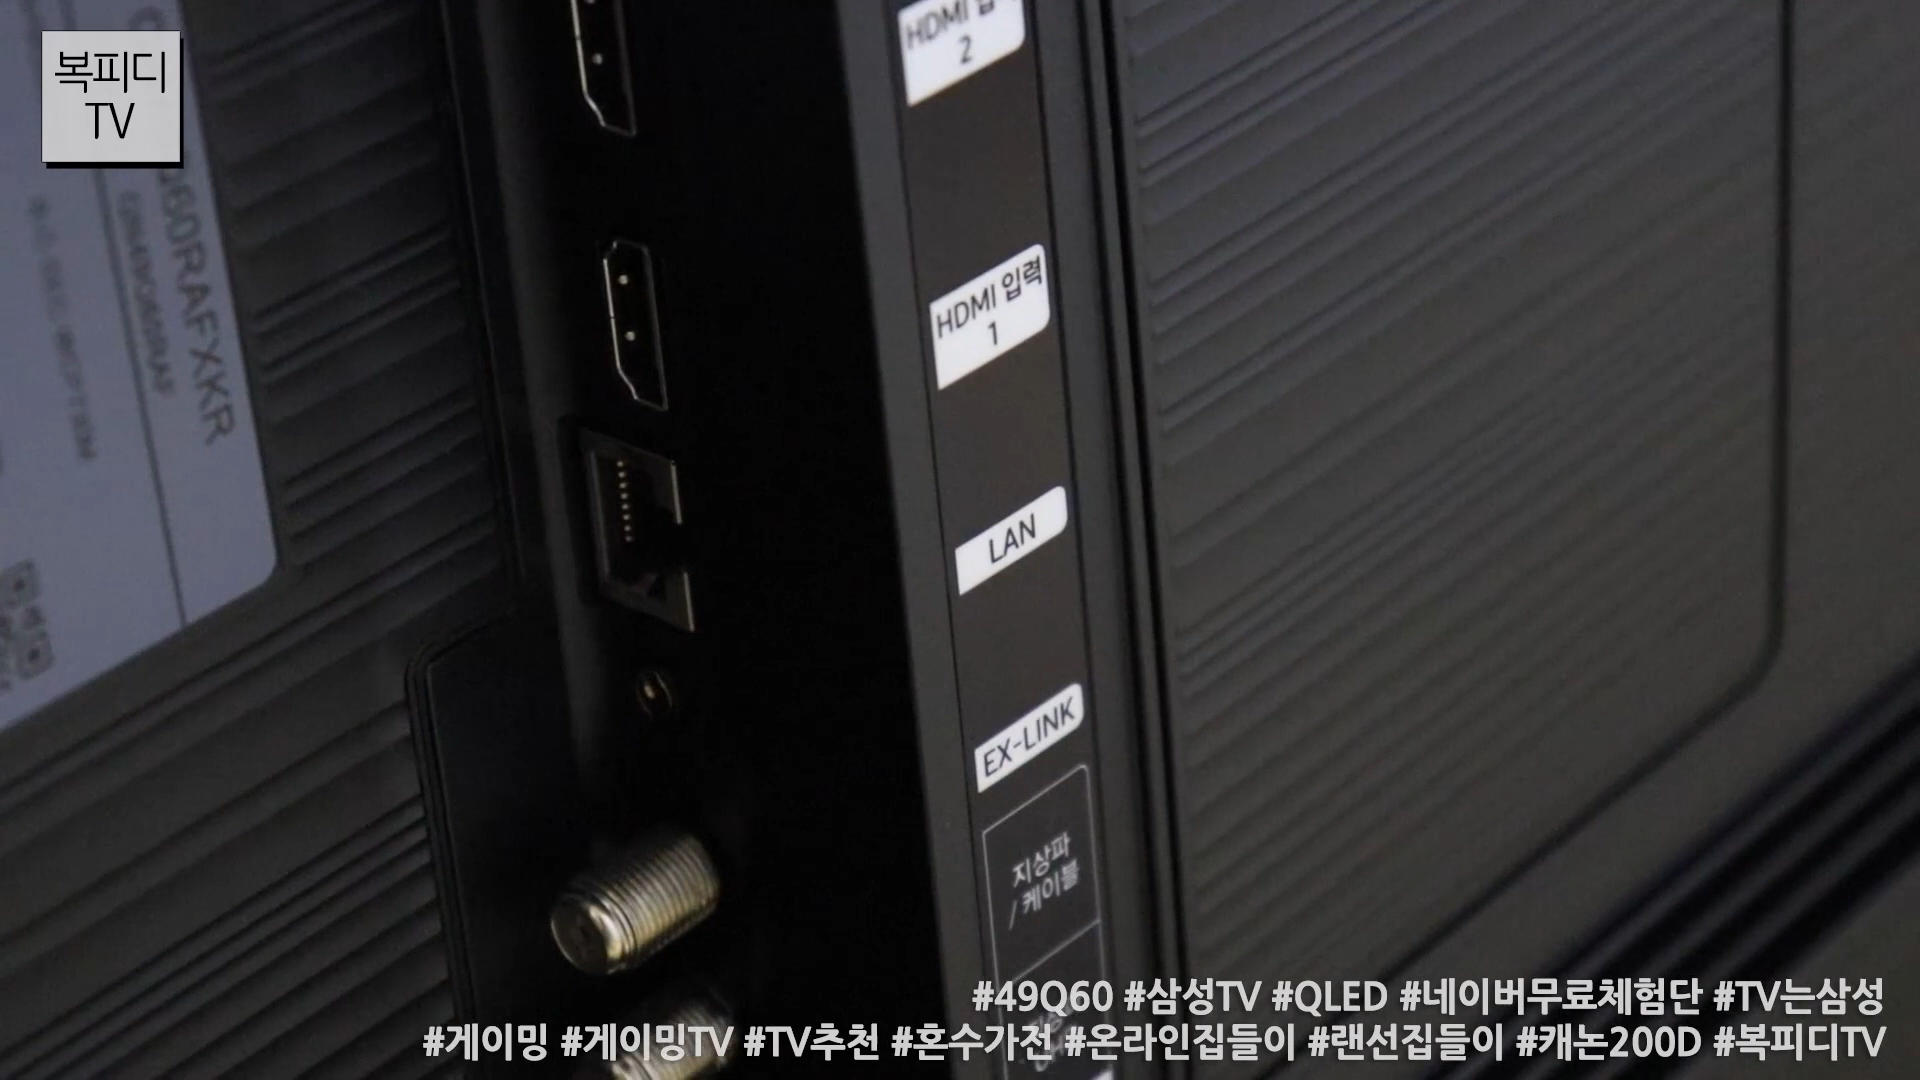 복피디
TV
60RAFXKR
HDMI 입
2
HDMI 입력
1
LAN
EX-LINK
지상파
/ 케이블
#49Q60 #삼성TV #QLED #네이버무료체험단 #TV는삼성
#게이밍 #게이밍TV #TV추천 #혼수가전 #온라인집들이 #랜선집들이 #캐논200D #복피디TV